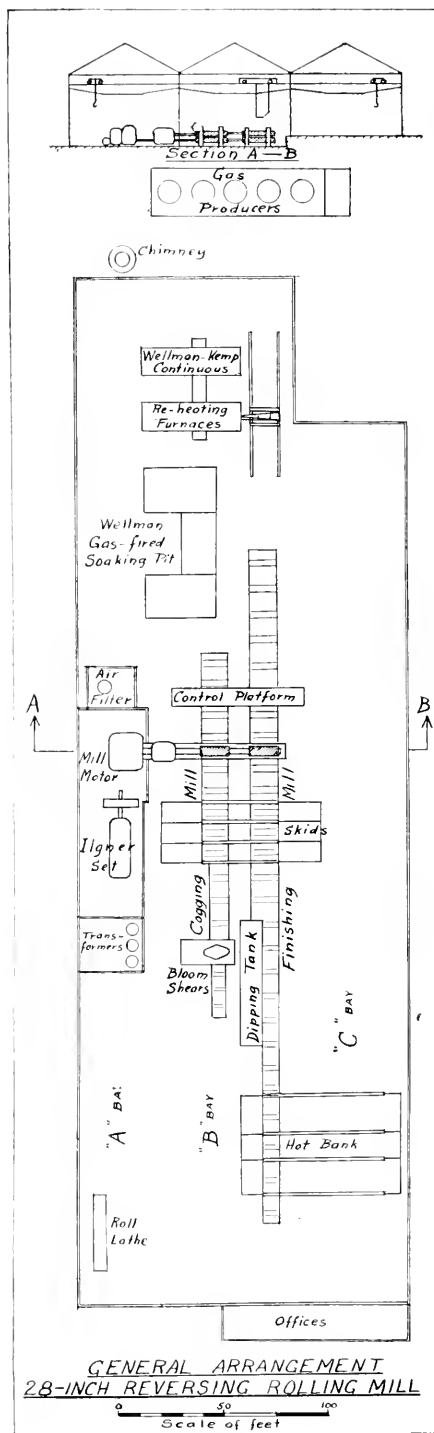 Section A—B
Gas
Producers
Chimney
Wellman-Kemp
Continuous
Re-heating
Furnaces
Wellman
Gas-fired
Soaking Pit
Air
Filter
Control Platform
A
B
Mill
Motor
Mill
Mill
Ilgner
Set
Skids
Cogging
Finishing
Trans-
formers
Bloom
Shears
Dipping Tank
"A" BAY
"B" BAY
"C" BAY
Hot Bank
Roll
Lathe
Offices
GENERAL ARRANGEMENT
28-INCH REVERSING ROLLING MILL
0 50 100
Scale of feet